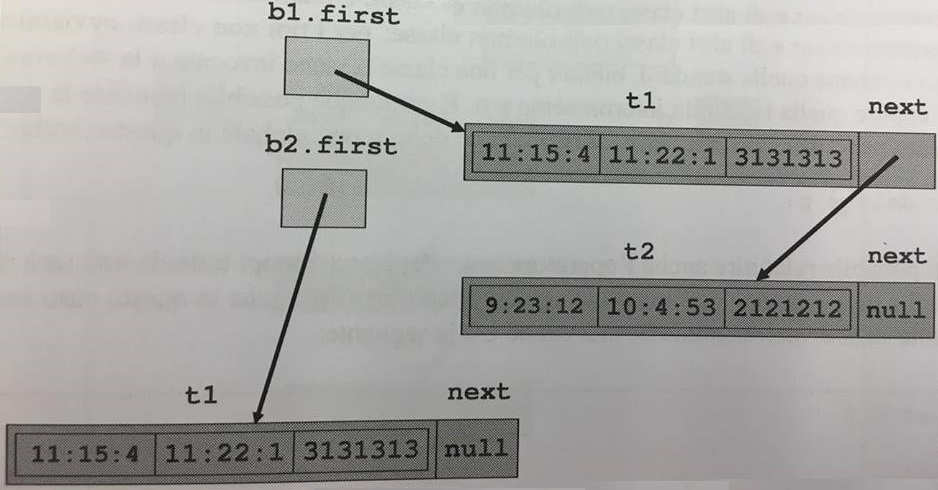 b1.first
t1 next
11:15:4 11:22:1 3131313
b2.first
t2 next
9:23:12 10:4:53 2121212 null
t1 next
11:15:4 11:22:1 3131313 null